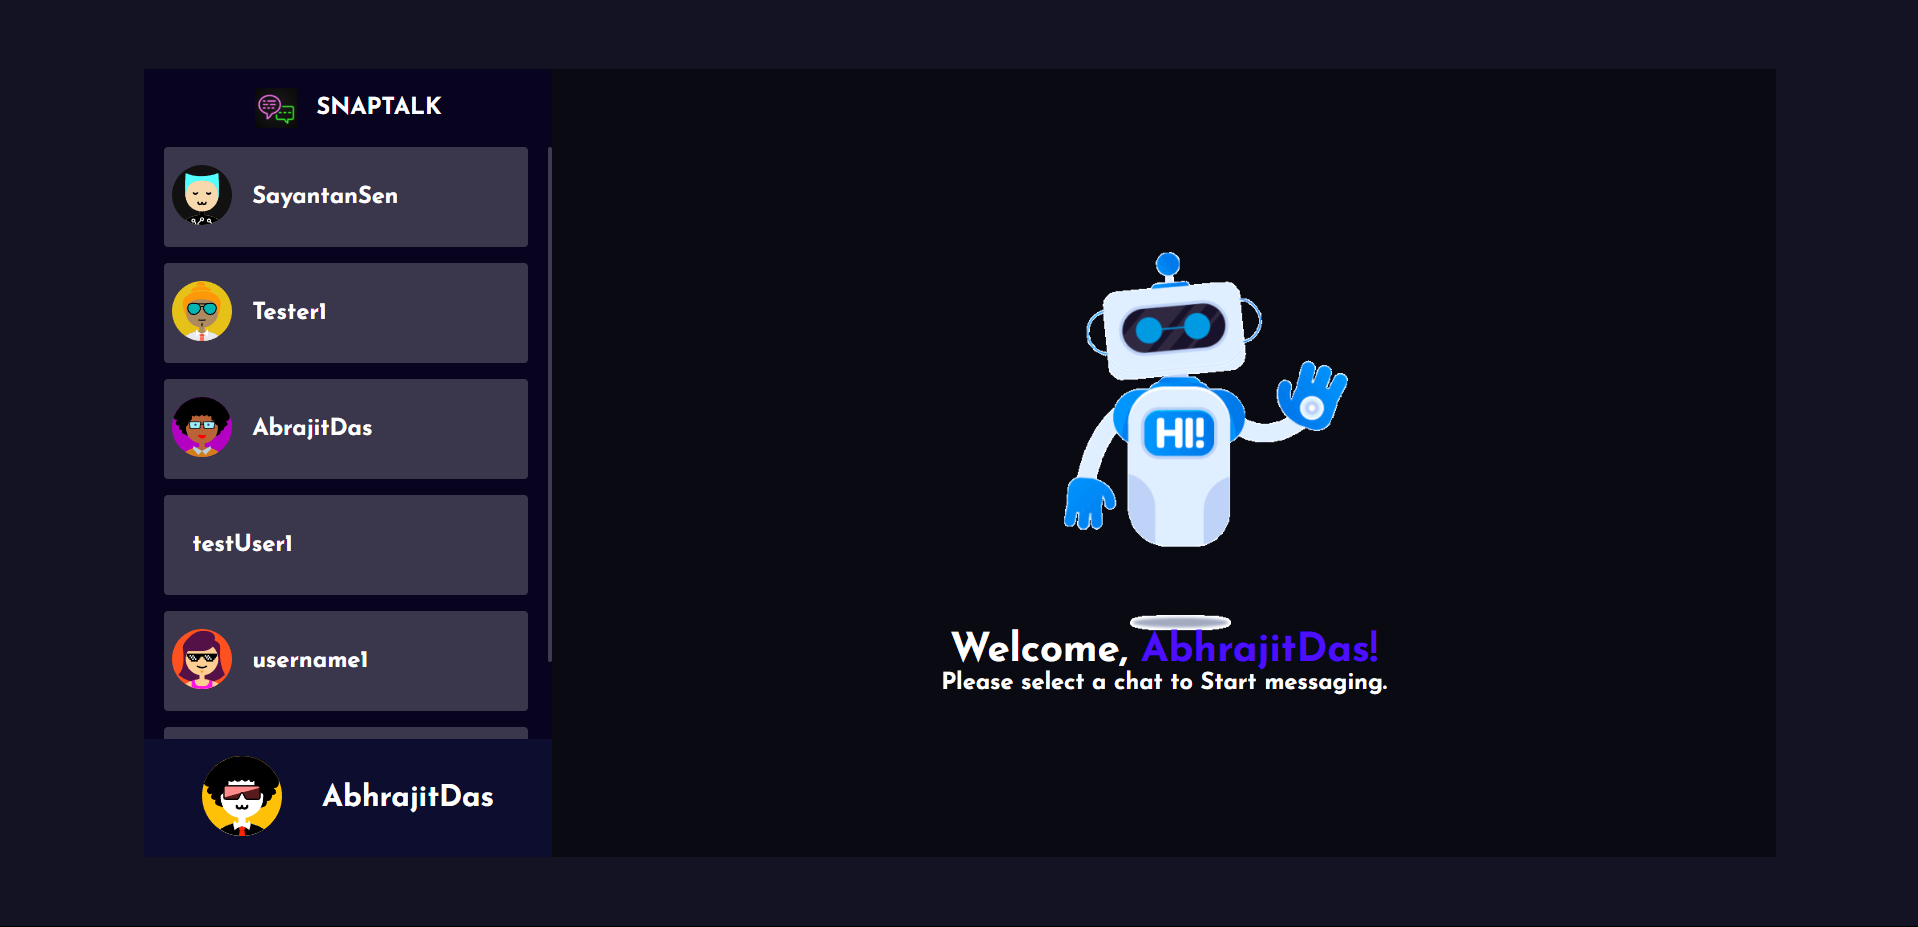 SNAPTALK
SayantanSen
Tester1
AbrajitDas
testUser1
username1
AbhrajitDas
HI!
Welcome, AbhrajitDas!
Please select a chat to Start messaging.